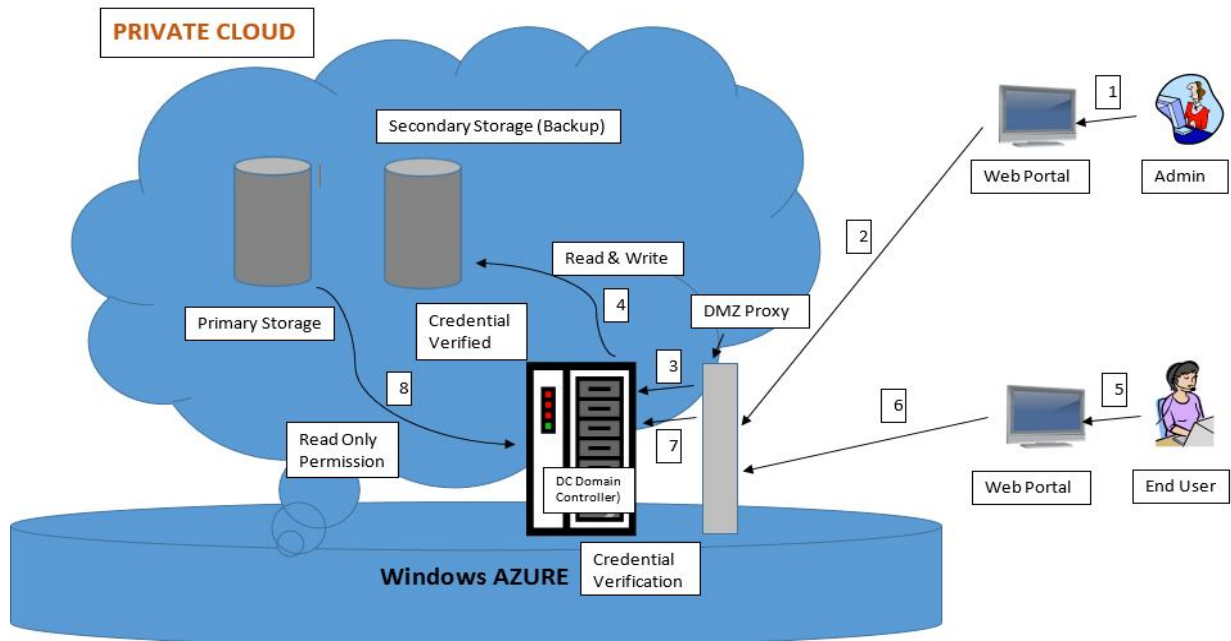 PRIVATE CLOUD
1
Secondary Storage (Backup)
Web Portal
Admin
2
Read & Write
4
DMZ Proxy
Primary Storage
Credential
Verified
3
8
6
5
7
Read Only
Permission
DC Domain
Controller)
Web Portal
End User
Windows AZURE
Credential
Verification